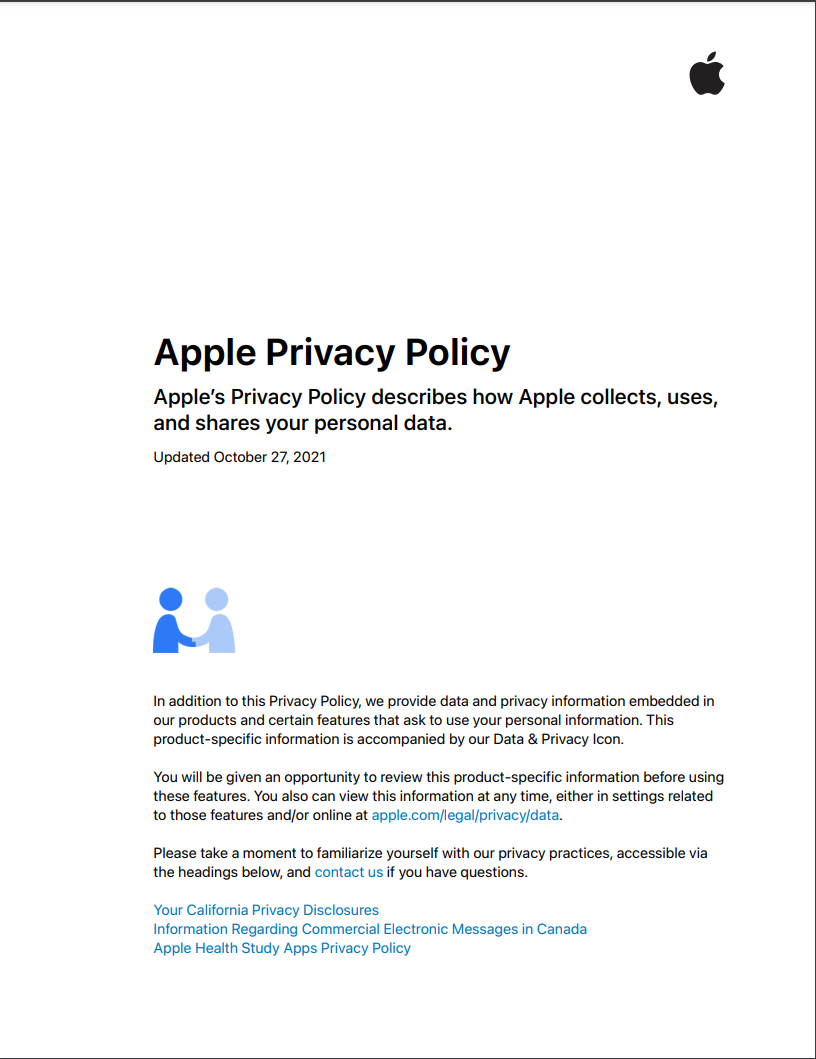 Apple Privacy Policy
Apple’s Privacy Policy describes how Apple collects, uses,
and shares your personal data.
Updated October 27, 2021
In addition to this Privacy Policy, we provide data and privacy information embedded in
our products and certain features that ask to use your personal information. This
product-specific information is accompanied by our Data & Privacy Icon.
You will be given an opportunity to review this product-specific information before using
these features. You also can view this information at any time, either in settings related
to those features and/or online at apple.com/legal/privacy/data.
Please take a moment to familiarize yourself with our privacy practices, accessible via
the headings below, and contact us if you have questions.
Your California Privacy Disclosures
Information Regarding Commercial Electronic Messages in Canada
Apple Health Study Apps Privacy Policy